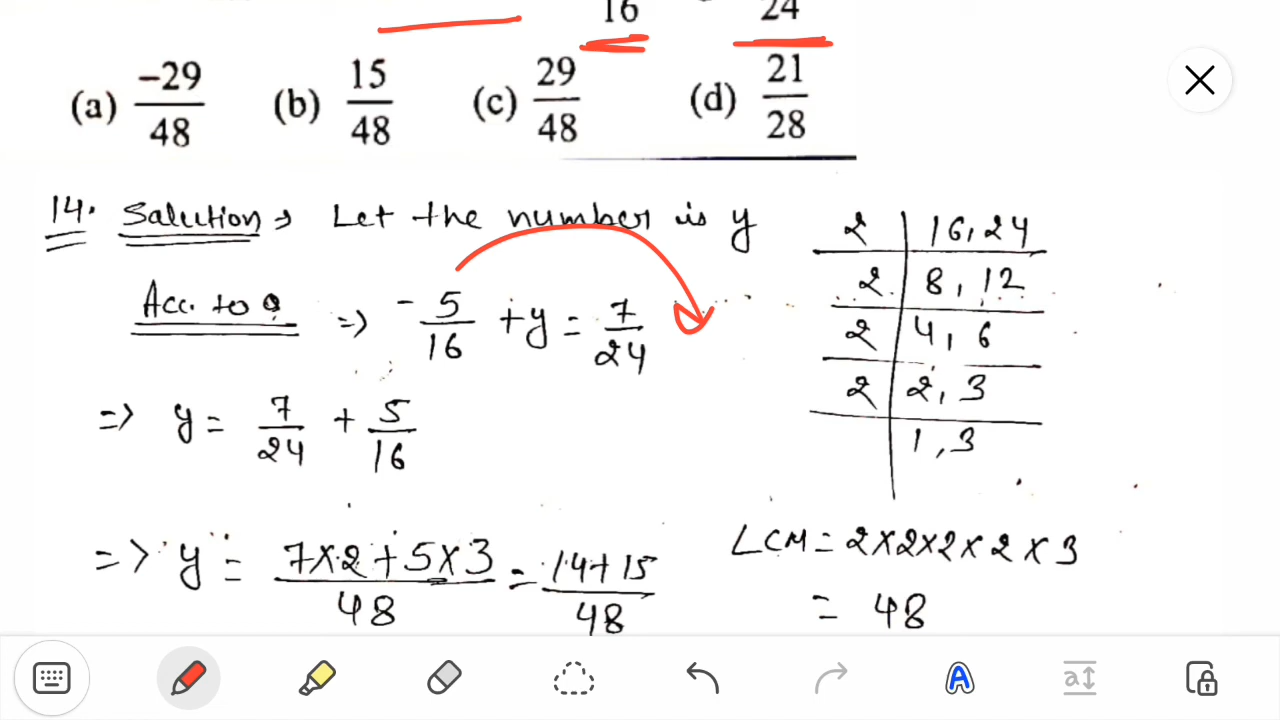 16 24
(a) -29/48 (b) 15/48 (c) 29/48 (d) 21/28
14. Salution => Let the number is y
Acc. to Q => -5/16 + y = 7/24
=> y = 7/24 + 5/16
=> y = 7×2+5×3/48 = 14+15/48
2 | 16, 24
2 | 8, 12
2 | 4, 6
2 | 2, 3
1, 3
LCM = 2×2×2×2×3
= 48
A
a